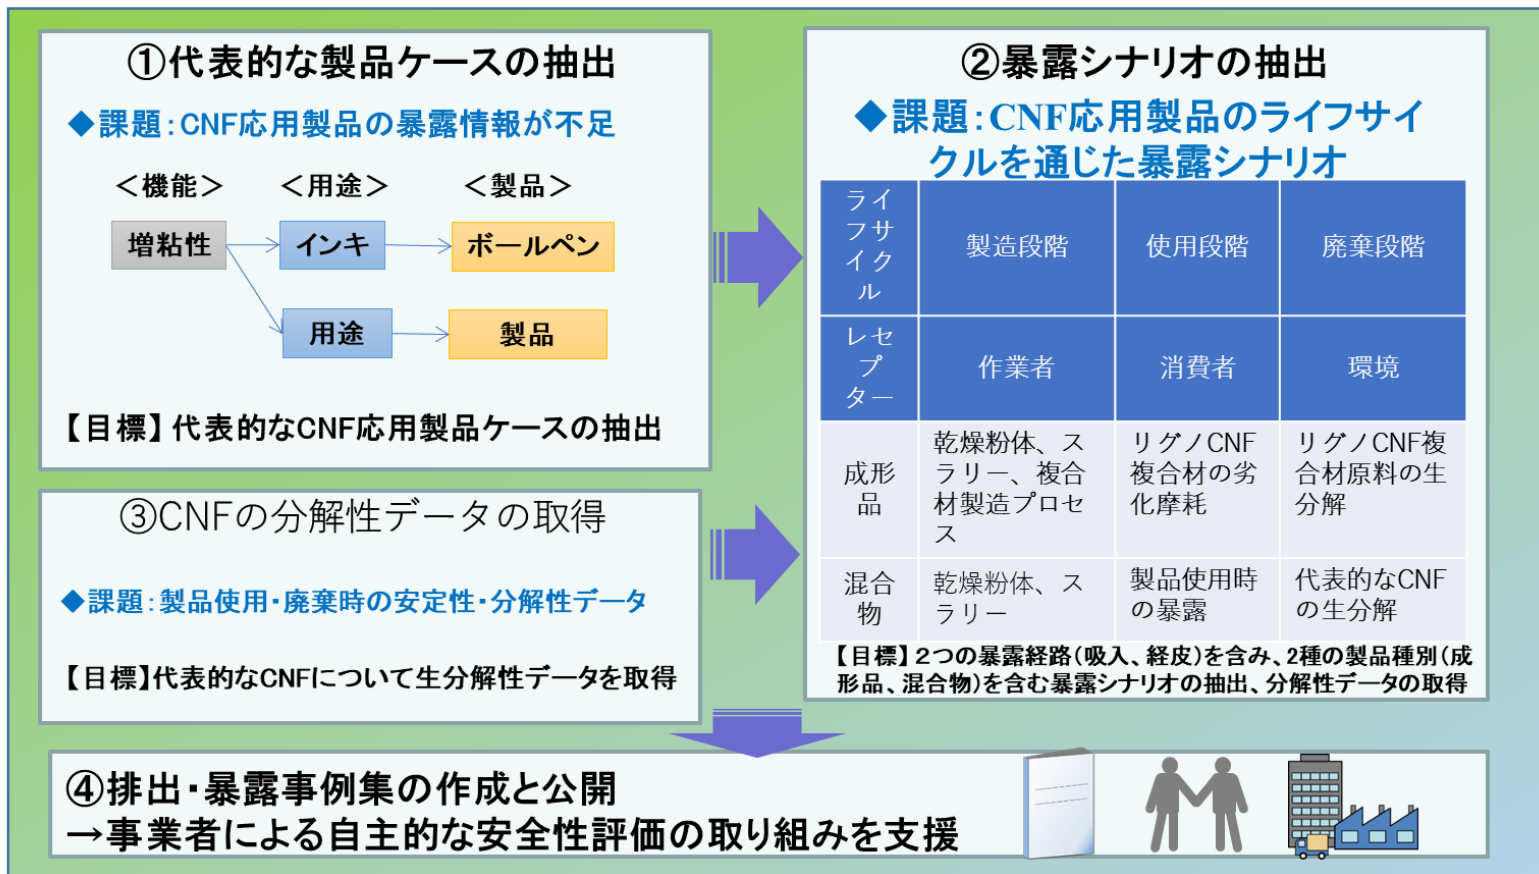 ①代表的な製品ケースの抽出
◆課題：CNF応用製品の暴露情報が不足
＜機能＞ ＜用途＞ ＜製品＞
増粘性 インキ ボールペン
用途 製品
【目標】代表的なCNF応用製品ケースの抽出
②暴露シナリオの抽出
◆課題：CNF応用製品のライフサイ
クルを通じた暴露シナリオ
ライ
フサ
イク
ル
製造段階
使用段階
廃棄段階
レセ
プ
ター
作業者
消費者
環境
成形
品
乾燥粉体、ス
ラリー、複合
材製造プロセ
ス
リグノCNF
複合材の劣
化摩耗
リグノCNF複
合材原料の生
分解
混合
物
乾燥粉体、ス
ラリー
製品使用時
の暴露
代表的なCNF
の生分解
【目標】２つの暴露経路（吸入、経皮）を含み、2種の製品種別（成
形品、混合物）を含む暴露シナリオの抽出、分解性データの取得
③CNFの分解性データの取得
◆課題：製品使用・廃棄時の安定性・分解性データ
【目標】代表的なCNFについて生分解性データを取得
④排出・暴露事例集の作成と公開
→事業者による自主的な安全性評価の取り組みを支援